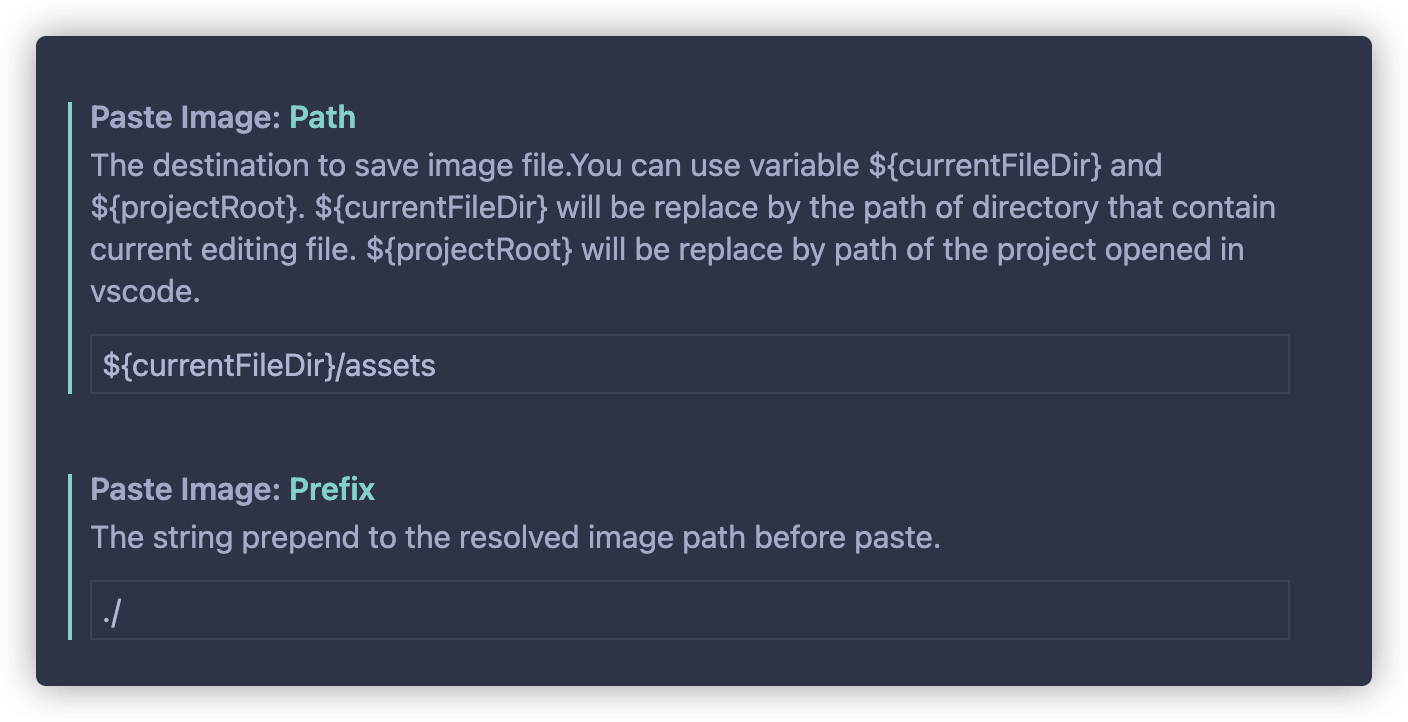 Paste Image: Path
The destination to save image file.You can use variable ${currentFileDir} and
${projectRoot}. ${currentFileDir} will be replace by the path of directory that contain
current editing file. ${projectRoot} will be replace by path of the project opened in
vscode.
${currentFileDir}/assets
Paste Image: Prefix
The string prepend to the resolved image path before paste.
./